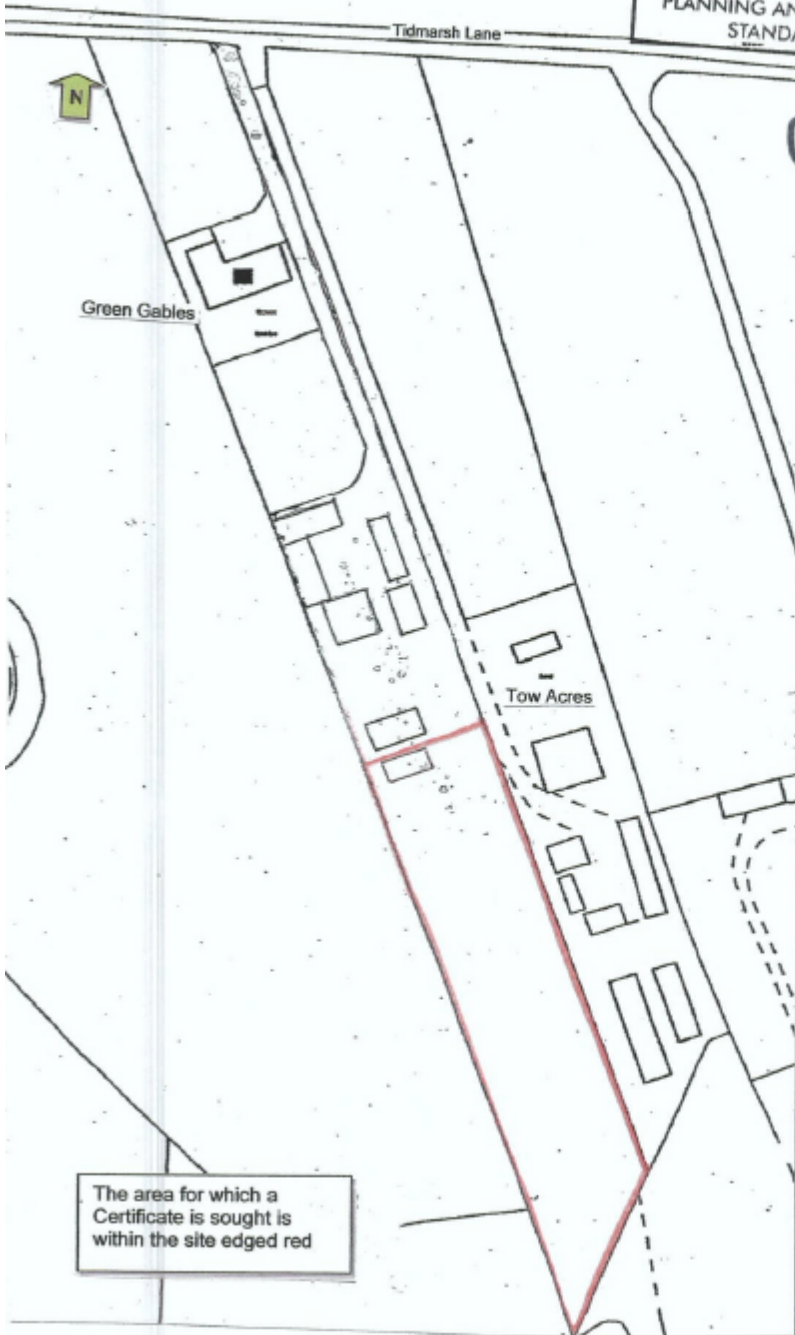 PLANNING AN
STANDA
Tidmarsh Lane
N
Green Gables
Tow Acres
The area for which a
Certificate is sought is
within the site edged red